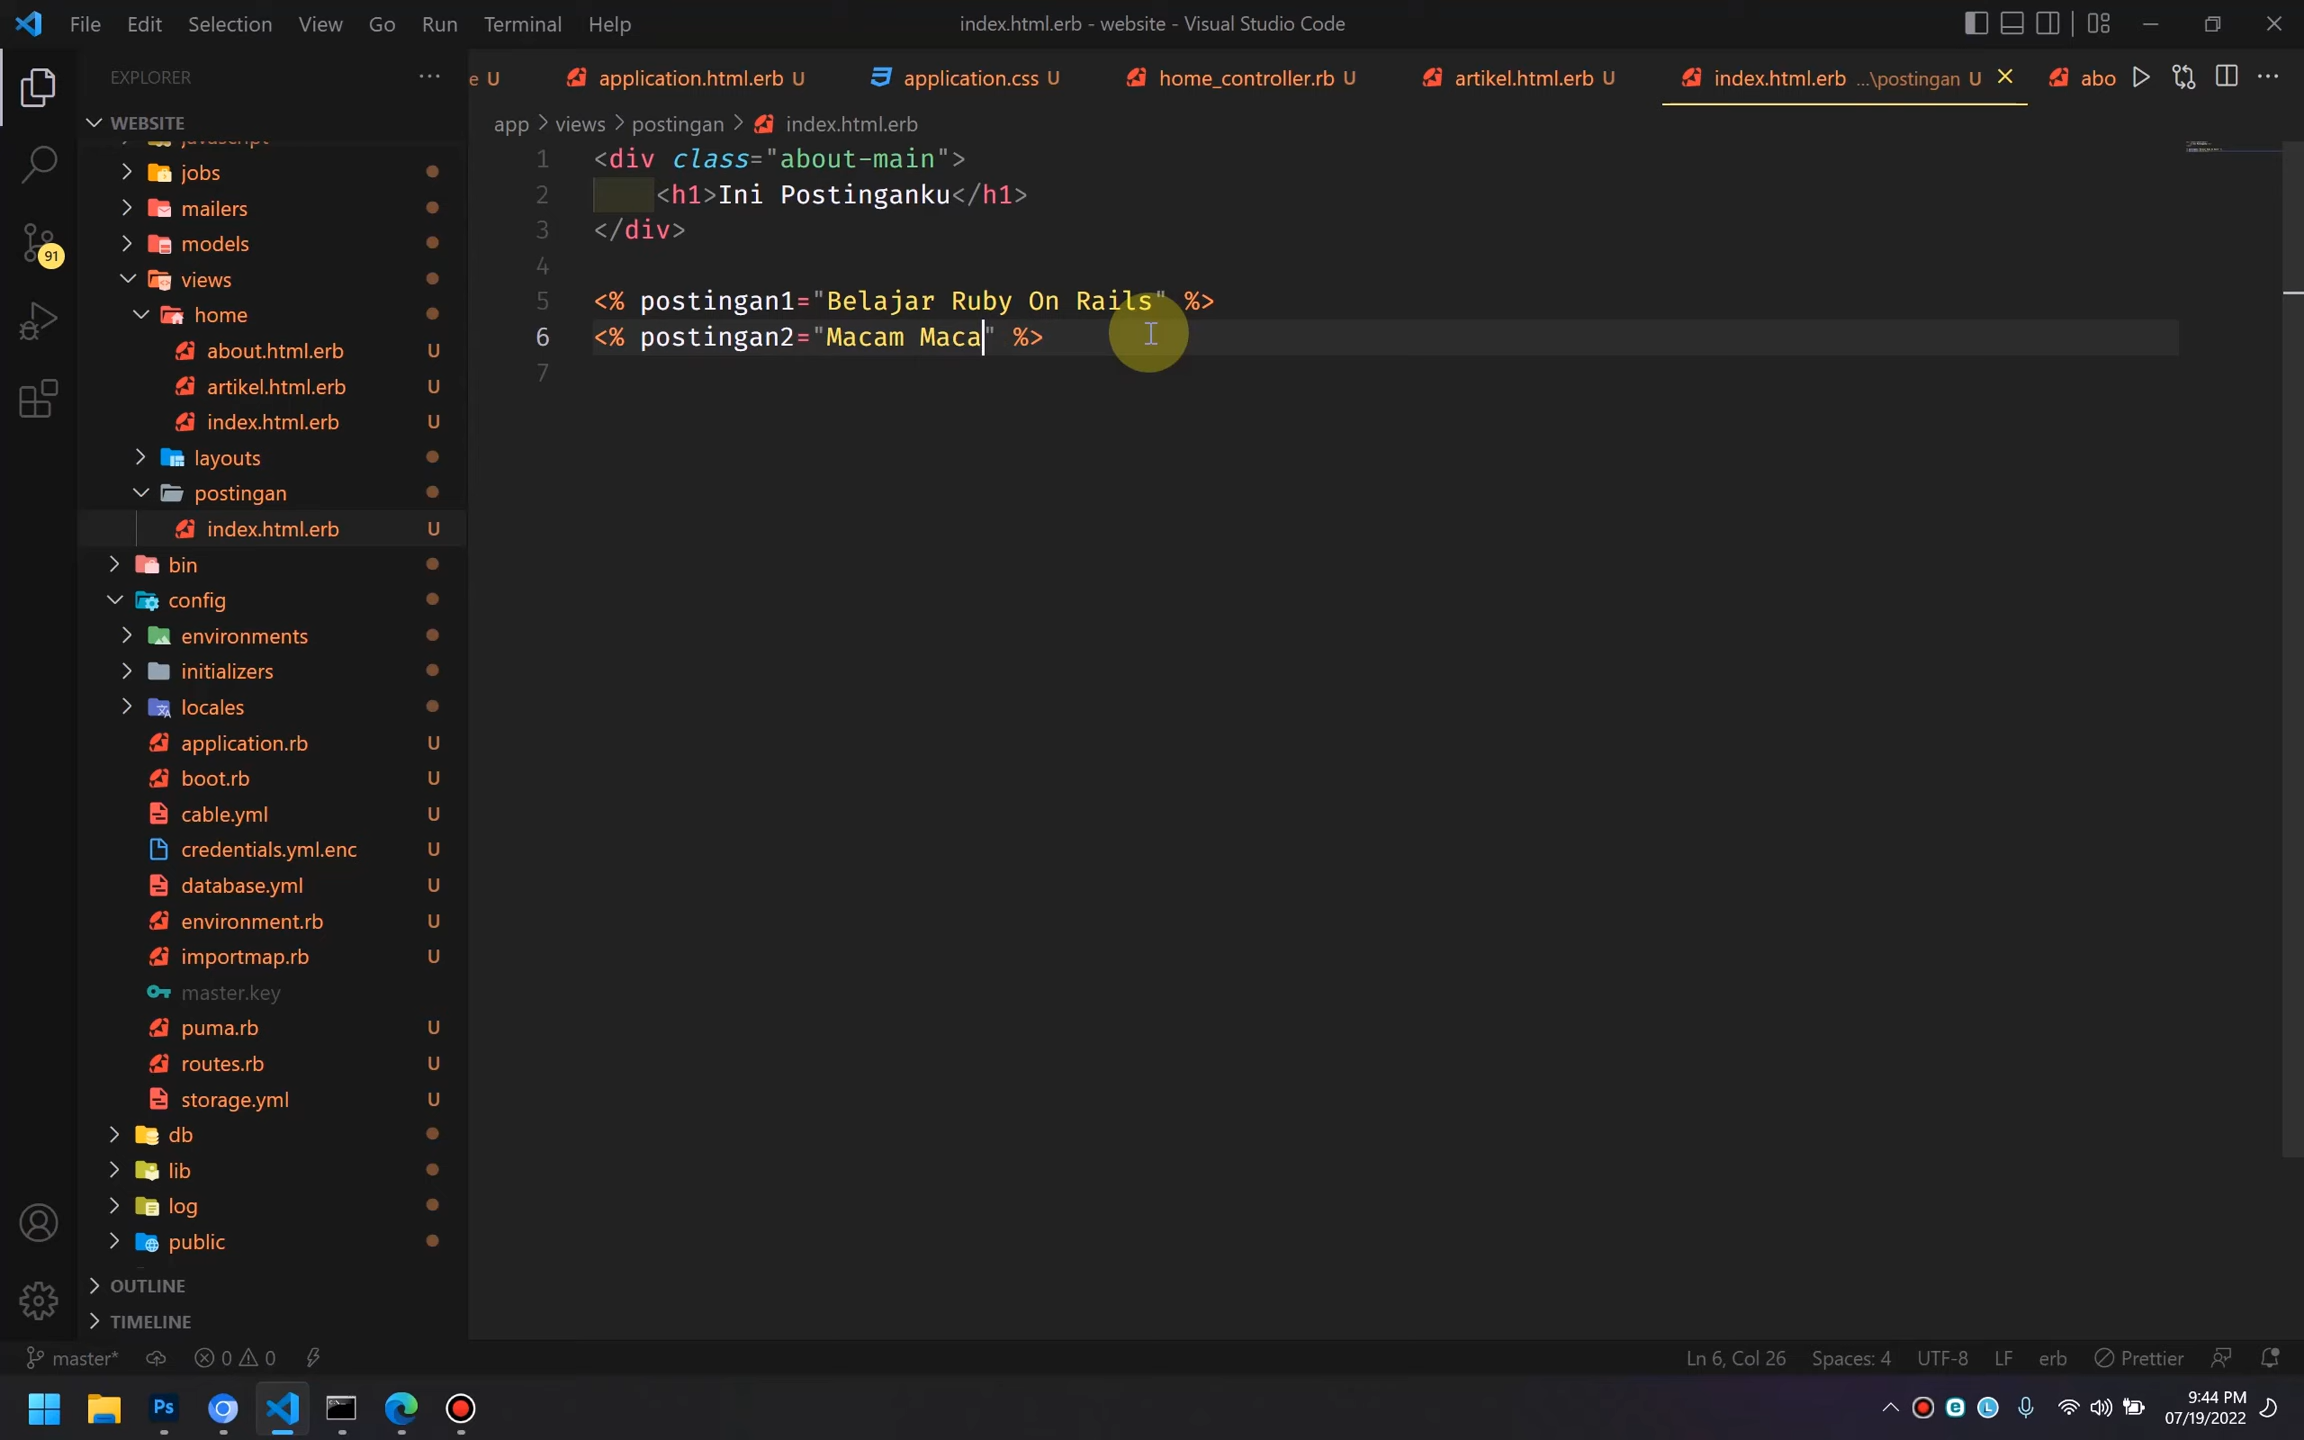 File Edit Selection View Go Run Terminal Help
index.html.erb - website - Visual Studio Code
EXPLORER
e U
application.html.erb U
application.css U
home_controller.rb U
artikel.html.erb U
index.html.erb ...\postingan U
abo
WEBSITE
app > views > postingan > index.html.erb
javascript
jobs
mailers
models
views
home
about.html.erb U
artikel.html.erb U
index.html.erb U
layouts
postingan
index.html.erb U
bin
config
environments
initializers
locales
application.rb U
boot.rb U
cable.yml U
credentials.yml.enc U
database.yml U
environment.rb U
importmap.rb U
master.key
puma.rb U
routes.rb U
storage.yml U
db
lib
log
public
OUTLINE
TIMELINE
91
1 <div class="about-main">
2 <h1>Ini Postinganku</h1>
3 </div>
4
5 <% postingan1="Belajar Ruby On Rails" %>
6 <% postingan2="Macam Maca" %>
7
master* 0 0
Ln 6, Col 26 Spaces: 4 UTF-8 LF erb Prettier
Ps
9:44 PM
07/19/2022